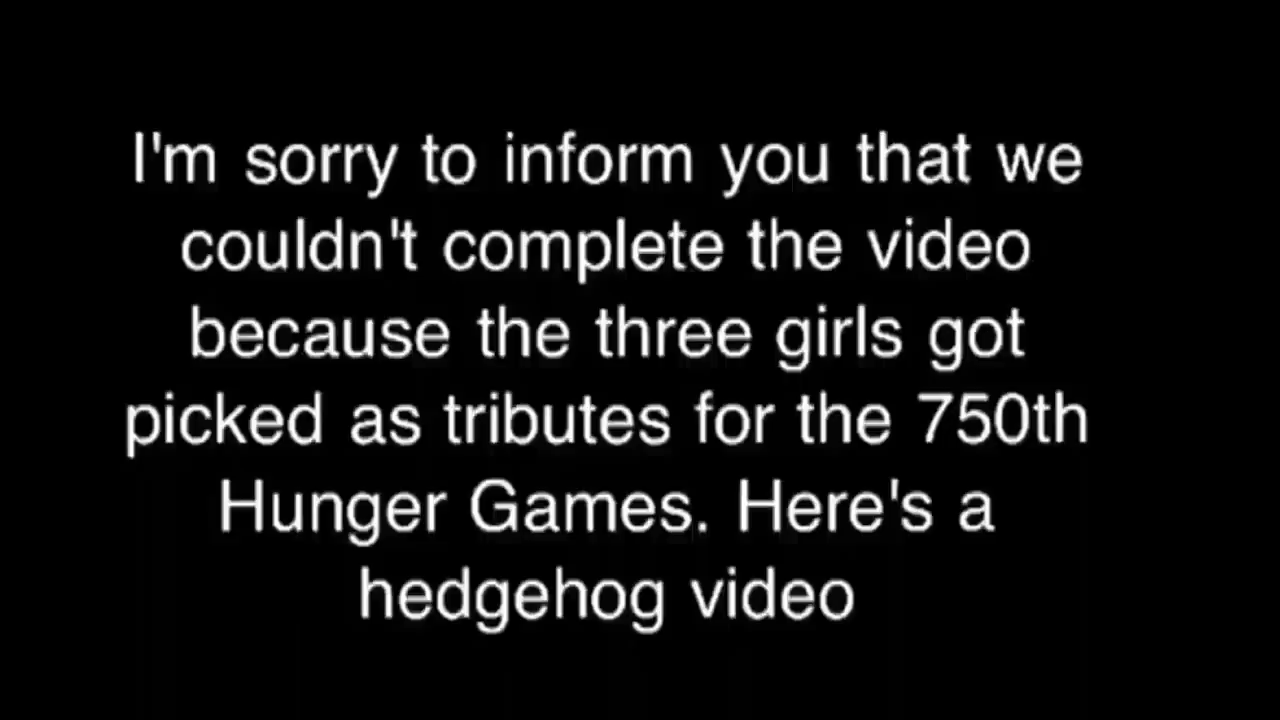 I'm sorry to inform you that we
couldn't complete the video
because the three girls got
picked as tributes for the 750th
Hunger Games. Here's a
hedgehog video